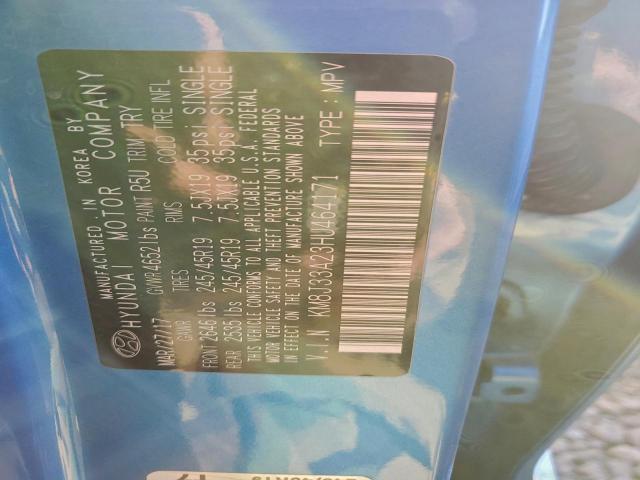 MANUFACTURED IN KOREA BY
HYUNDAI MOTOR COMPANY
MAR/27/17 GVWR 4652 lbs PAINT R5U TRIM TRY
GAWR TIRES RIMS COLD TIRE INFL
FRONT 2646 lbs 245/45R19 7.5JX19 35psi SINGLE
REAR 2535 lbs 245/45R19 7.5JX19 35psi SINGLE
THIS VEHICLE CONFORMS TO ALL APPLICABLE U.S.A. FEDERAL
MOTOR VEHICLE SAFETY AND THEFT PREVENTION STANDARDS
IN EFFECT ON THE DATE OF MANUFACTURE SHOWN ABOVE
V.I.N KM8J33A23HU464171 TYPE : MPV